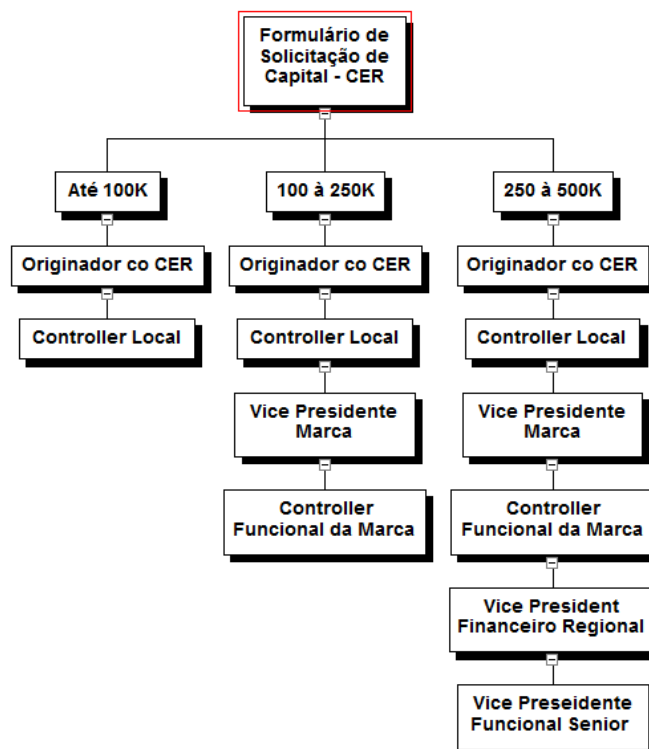 Formulário de
Solicitação de
Capital - CER
Até 100K
100 à 250K
250 à 500K
Originador co CER
Originador co CER
Originador co CER
Controller Local
Controller Local
Controller Local
Vice Presidente
Marca
Vice Presidente
Marca
Controller
Funcional da Marca
Controller
Funcional da Marca
Vice President
Financeiro Regional
Vice Preseidente
Funcional Senior